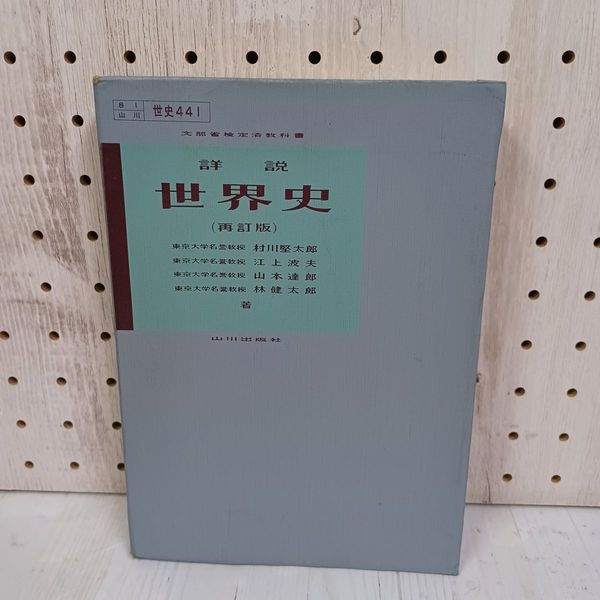 81
山川
世史441
文部省検定済教科書
詳説
世界史
(再訂版)
東京大学名誉教授 村川堅太郎
東京大学名誉教授 江上波夫
東京大学名誉教授 山本達郎
東京大学名誉教授 林健太郎
著
山川出版社